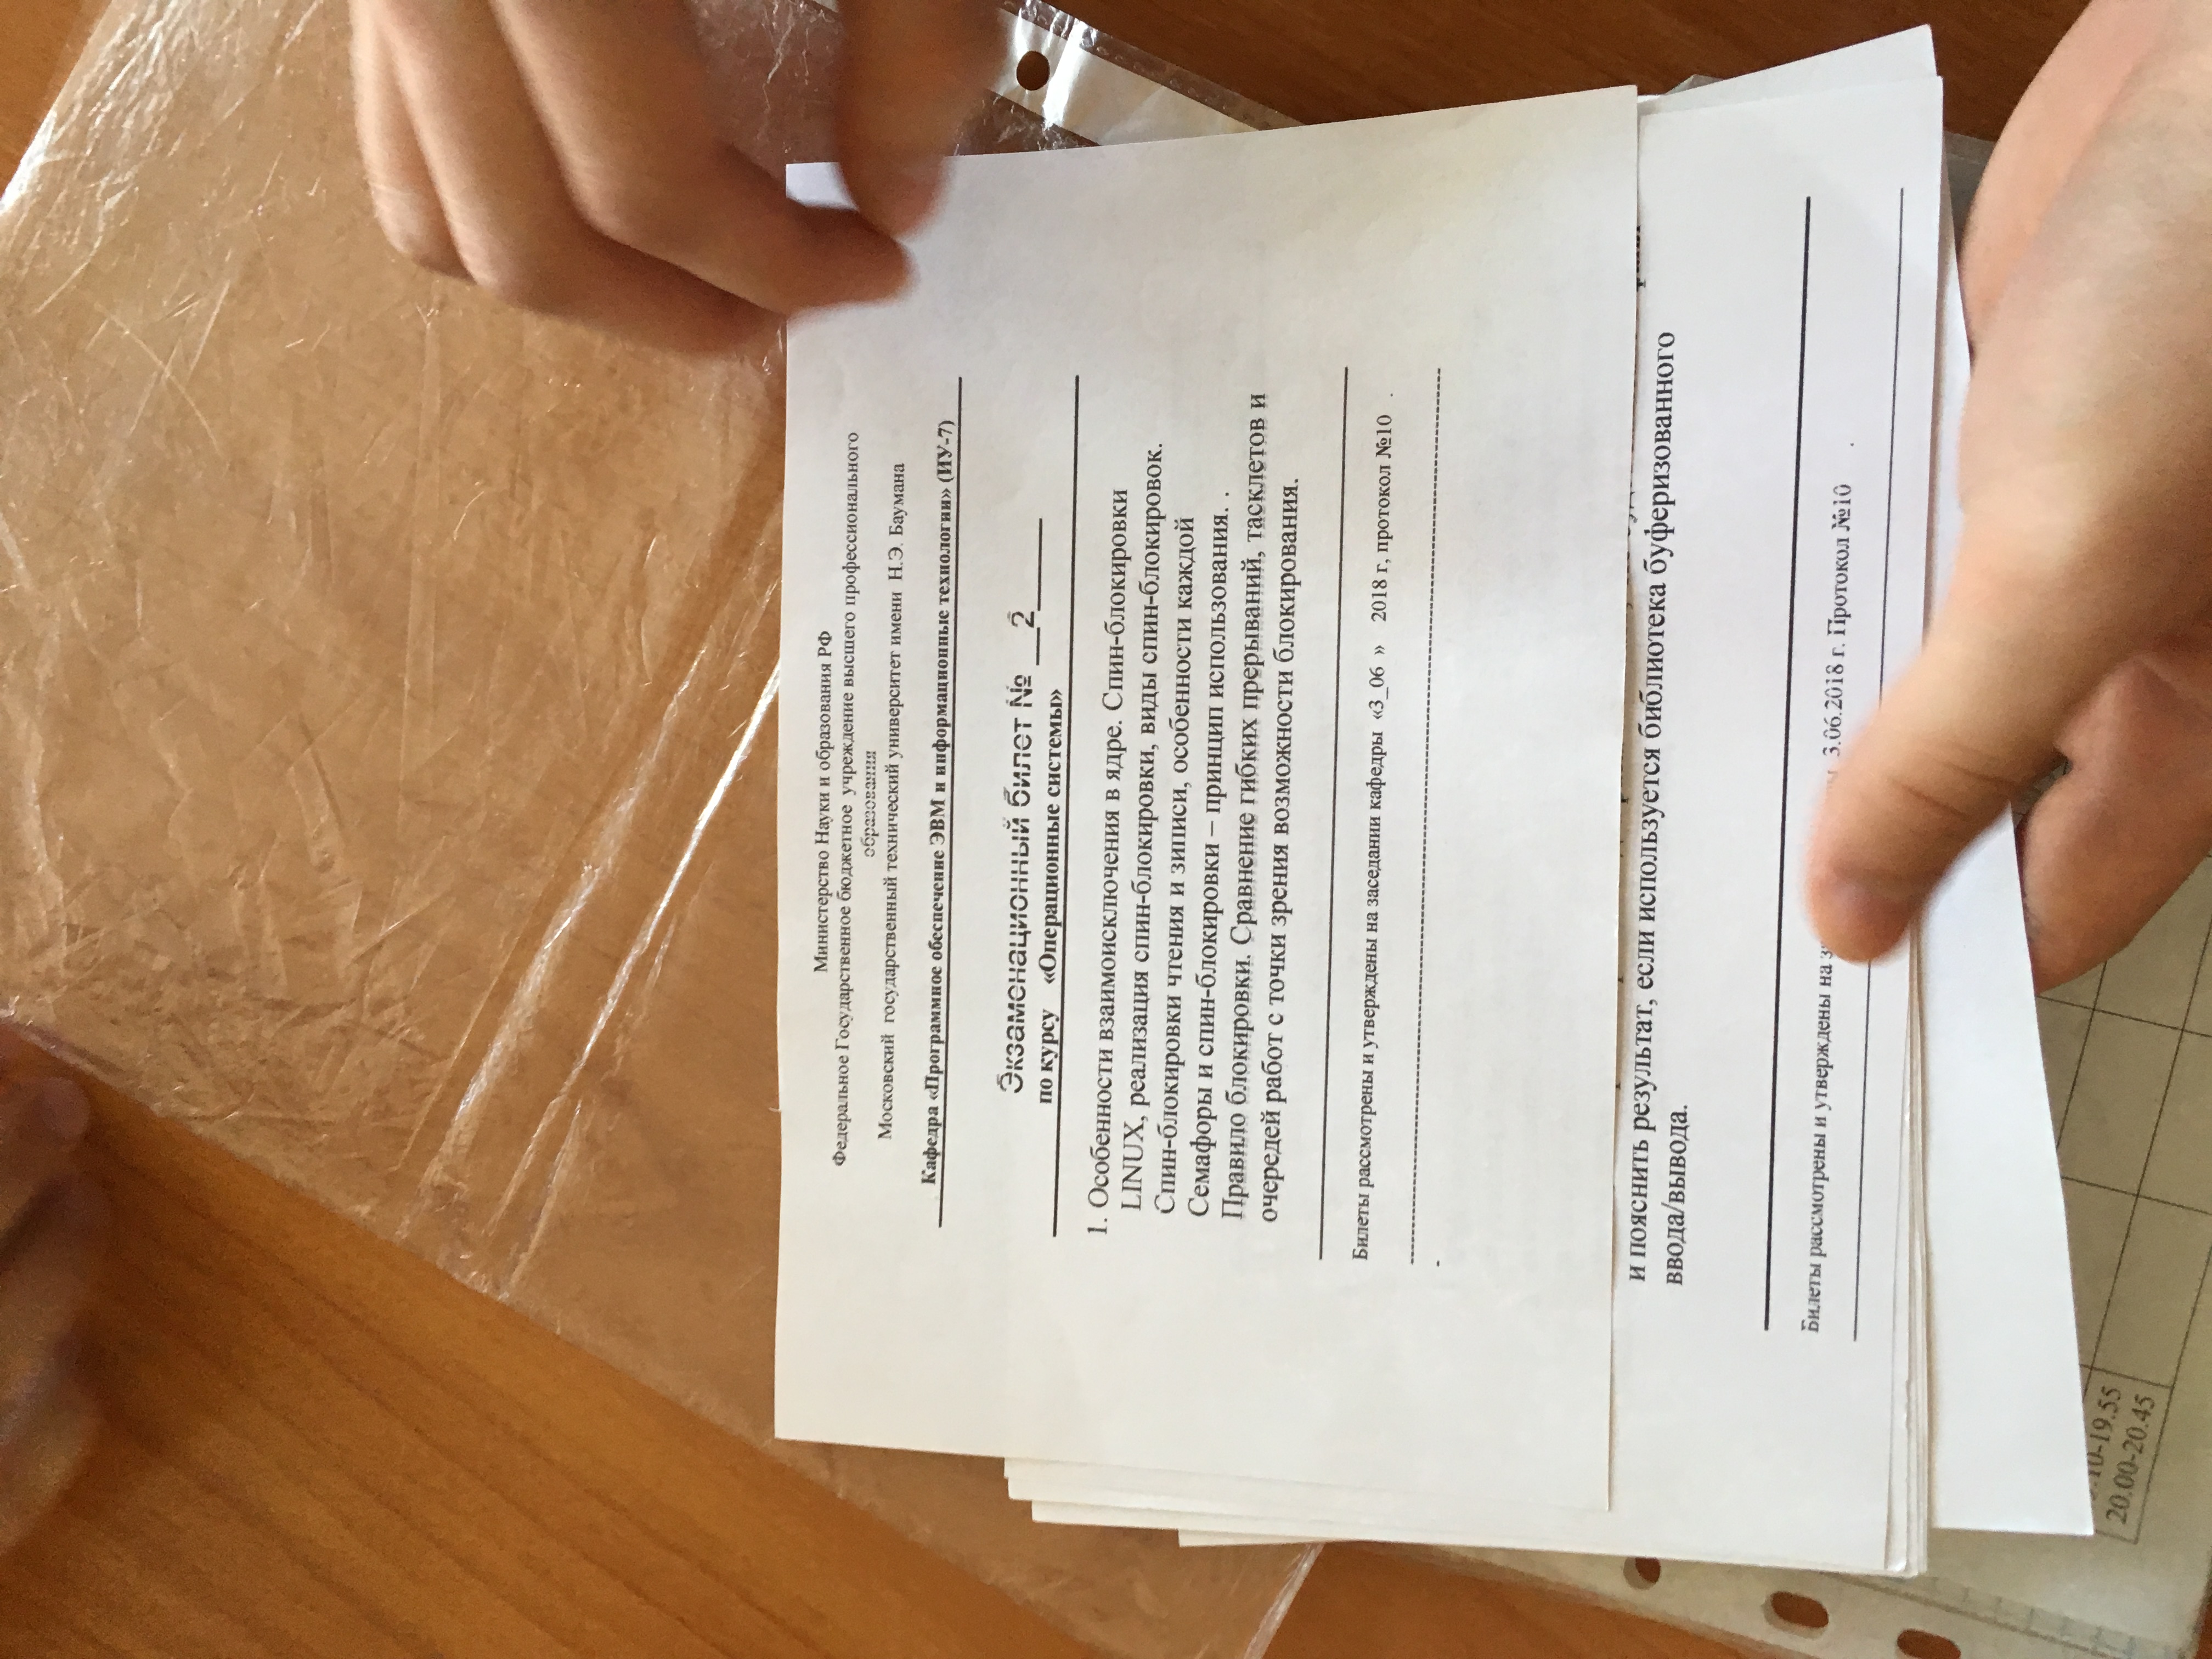 Министерство Науки и образования РФ
Федеральное Государственное бюджетное учреждение высшего профессионального
образования
Московский государственный технический университет имени Н.Э. Баумана
Кафедра «Программное обеспечение ЭВМ и информационные технологии» (ИУ-7)
Экзаменационный билет № __2______
по курсу «Операционные системы»
1. Особенности взаимоисключения в ядре. Спин-блокировки
LINUX, реализация спин-блокировки, виды спин-блокировок.
Спин-блокировки чтения и зиписи, особенности каждой
Семафоры и спин-блокировки – принцип использования. .
Правило блокировки. Сравнение гибких прерываний, тасклетов и
очередей работ с точки зрения возможности блокирования.
Билеты рассмотрены и утверждены на заседании кафедры «3_06 » 2018 г, протокол №10 .
-
и пояснить результат, если используется библиотека буферизованного
ввода/вывода.
Билеты рассмотрены и утверждены на 3.06.2018 г. Протокол №10 .
10-19.55
20.00-20.45